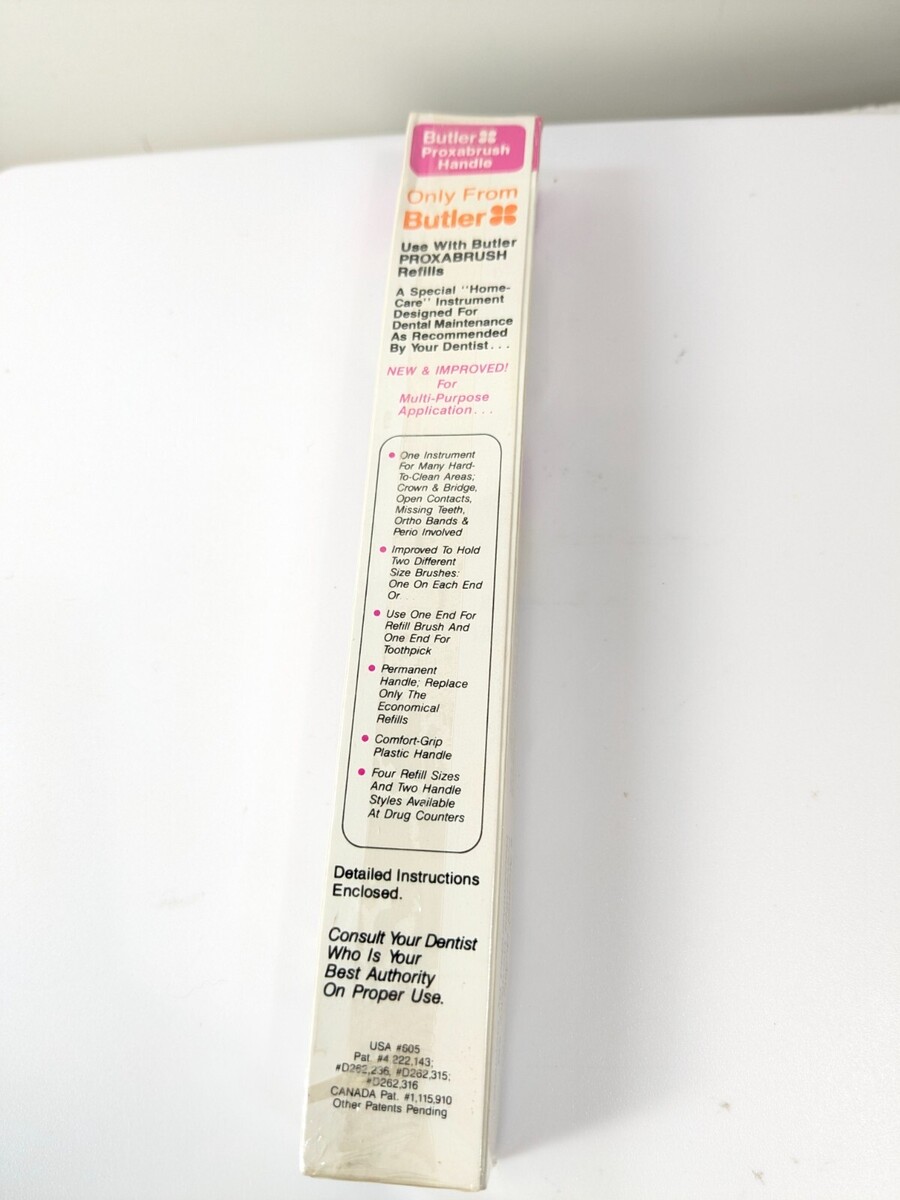 Butler
Proxabrush
Handle
Only From
Butler
Use With Butler
PROXABRUSH
Refills
A Special "Home-
Care" Instrument
Designed For
Dental Maintenance
As Recommended
By Your Dentist...
NEW & IMPROVED!
For
Multi-Purpose
Application...
• One Instrument
For Many Hard-
To-Clean Areas;
Crown & Bridge,
Open Contacts,
Missing Teeth,
Ortho Bands &
Perio Involved
• Improved To Hold
Two Different
Size Brushes:
One On Each End
Or...
• Use One End For
Refill Brush And
One End For
Toothpick
• Permanent
Handle; Replace
Only The
Economical
Refills
• Comfort-Grip
Plastic Handle
• Four Refill Sizes
And Two Handle
Styles Available
At Drug Counters
Detailed Instructions
Enclosed.
Consult Your Dentist
Who Is Your
Best Authority
On Proper Use.
USA #605
Pat. #4,222,143;
#D262,236, #D262,315;
#D262,316
CANADA Pat. #1,115,910
Other Patents Pending